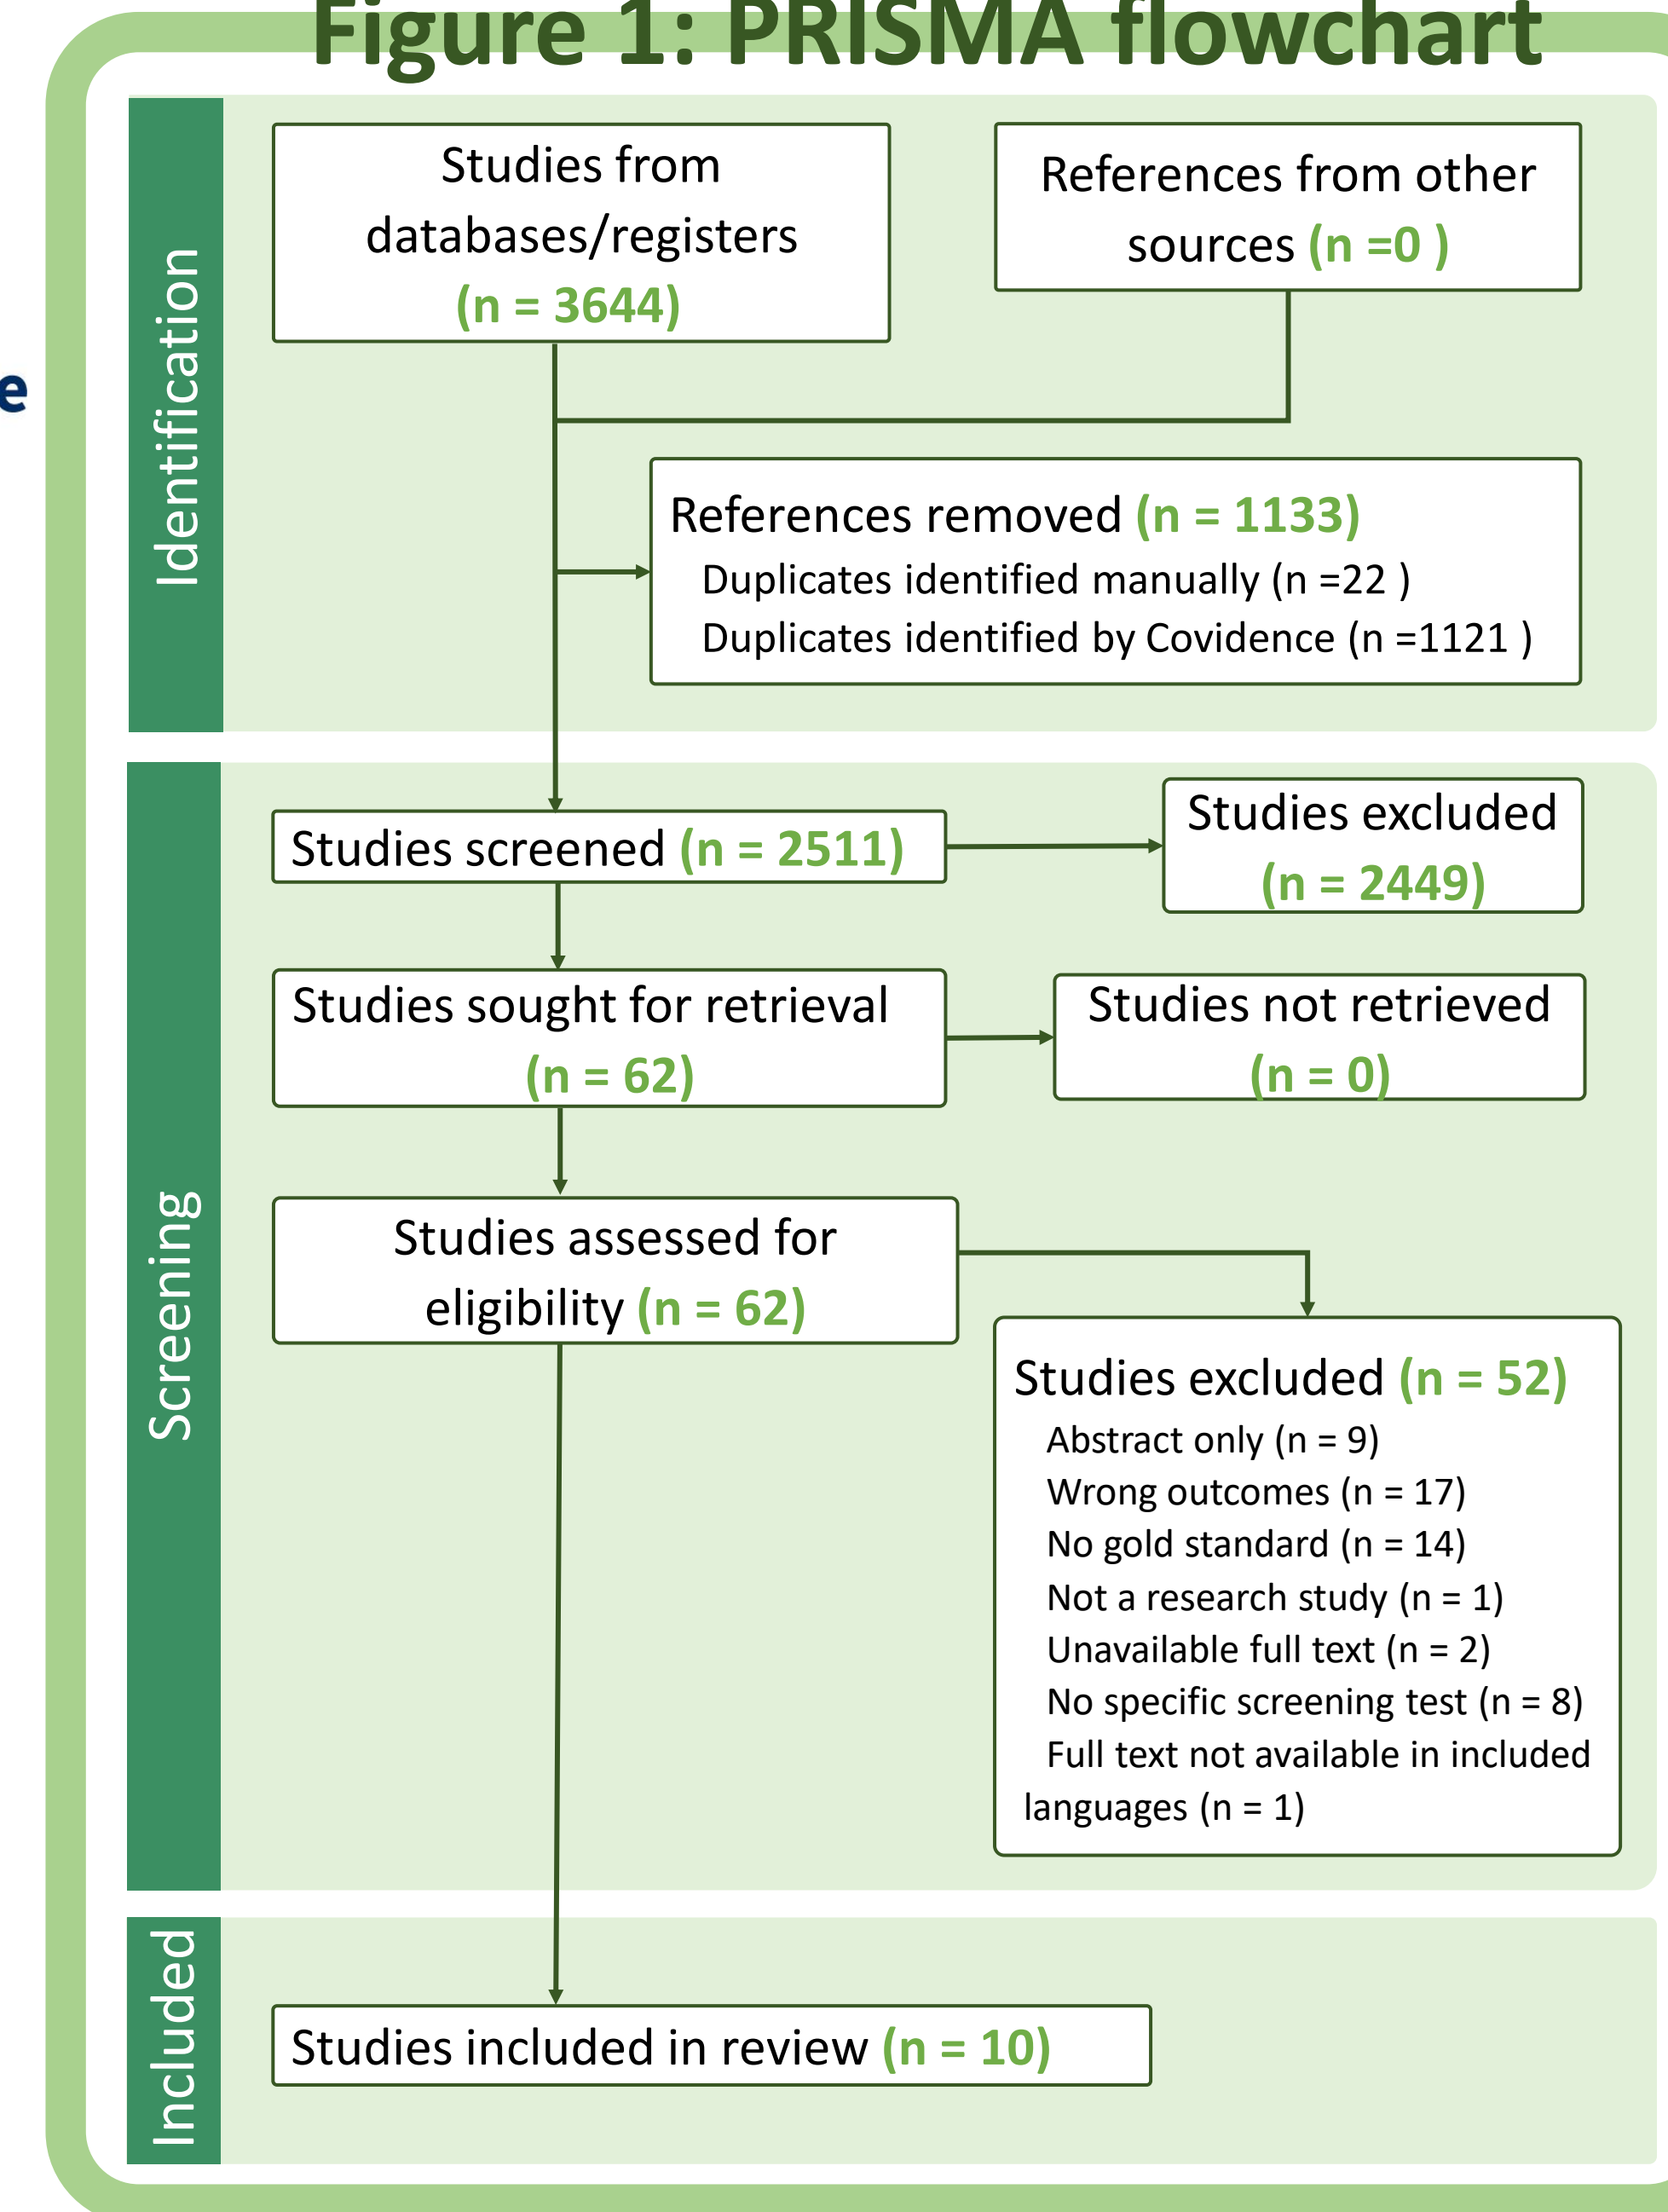 Figure 1: PRISMA flowchart
e
Identification
Studies from
databases/registers
(n = 3644)
References from other
sources (n =0 )
References removed (n = 1133)
Duplicates identified manually (n =22 )
Duplicates identified by Covidence (n =1121 )
Screening
Studies screened (n = 2511)
Studies excluded
(n = 2449)
Studies sought for retrieval
(n = 62)
Studies not retrieved
(n = 0)
Studies assessed for
eligibility (n = 62)
Studies excluded (n = 52)
Abstract only (n = 9)
Wrong outcomes (n = 17)
No gold standard (n = 14)
Not a research study (n = 1)
Unavailable full text (n = 2)
No specific screening test (n = 8)
Full text not available in included
languages (n = 1)
Included
Studies included in review (n = 10)